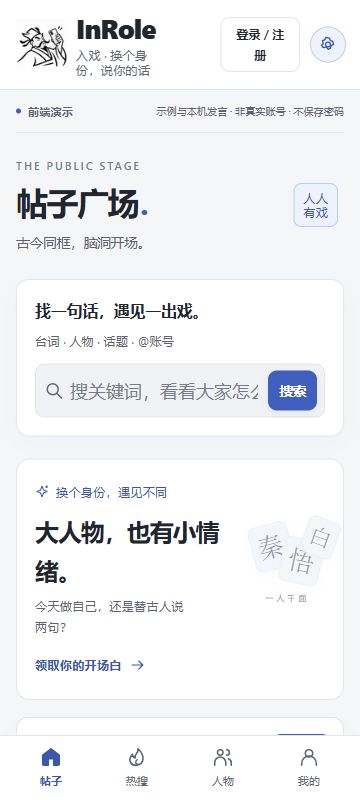 InRole
入戏 · 换个身
份，说你的话
登录 / 注
册
前端演示
示例与本机发言 · 非真实账号 · 不保存密码
THE PUBLIC STAGE
帖子广场.
人人
有戏
古今同框，脑洞开场。
找一句话，遇见一出戏。
台词 · 人物 · 话题 · @账号
搜关键词，看看大家怎么
搜索
换个身份，遇见不同
大人物，也有小情
绪。
秦
悟
白
一人千面
今天做自己，还是替古人说
两句？
领取你的开场白
帖子
热搜
人物
我的